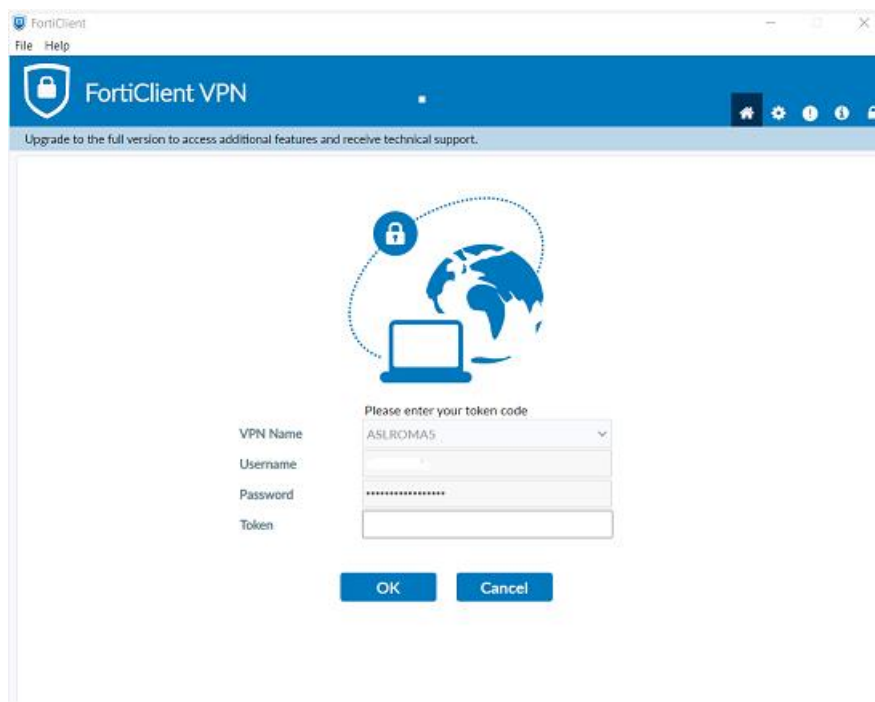 FortiClient
File Help
FortiClient VPN
Upgrade to the full version to access additional features and receive technical support.
Please enter your token code
VPN Name ASLROMA5
Username
Password •••••••••••••••••
Token
OK Cancel